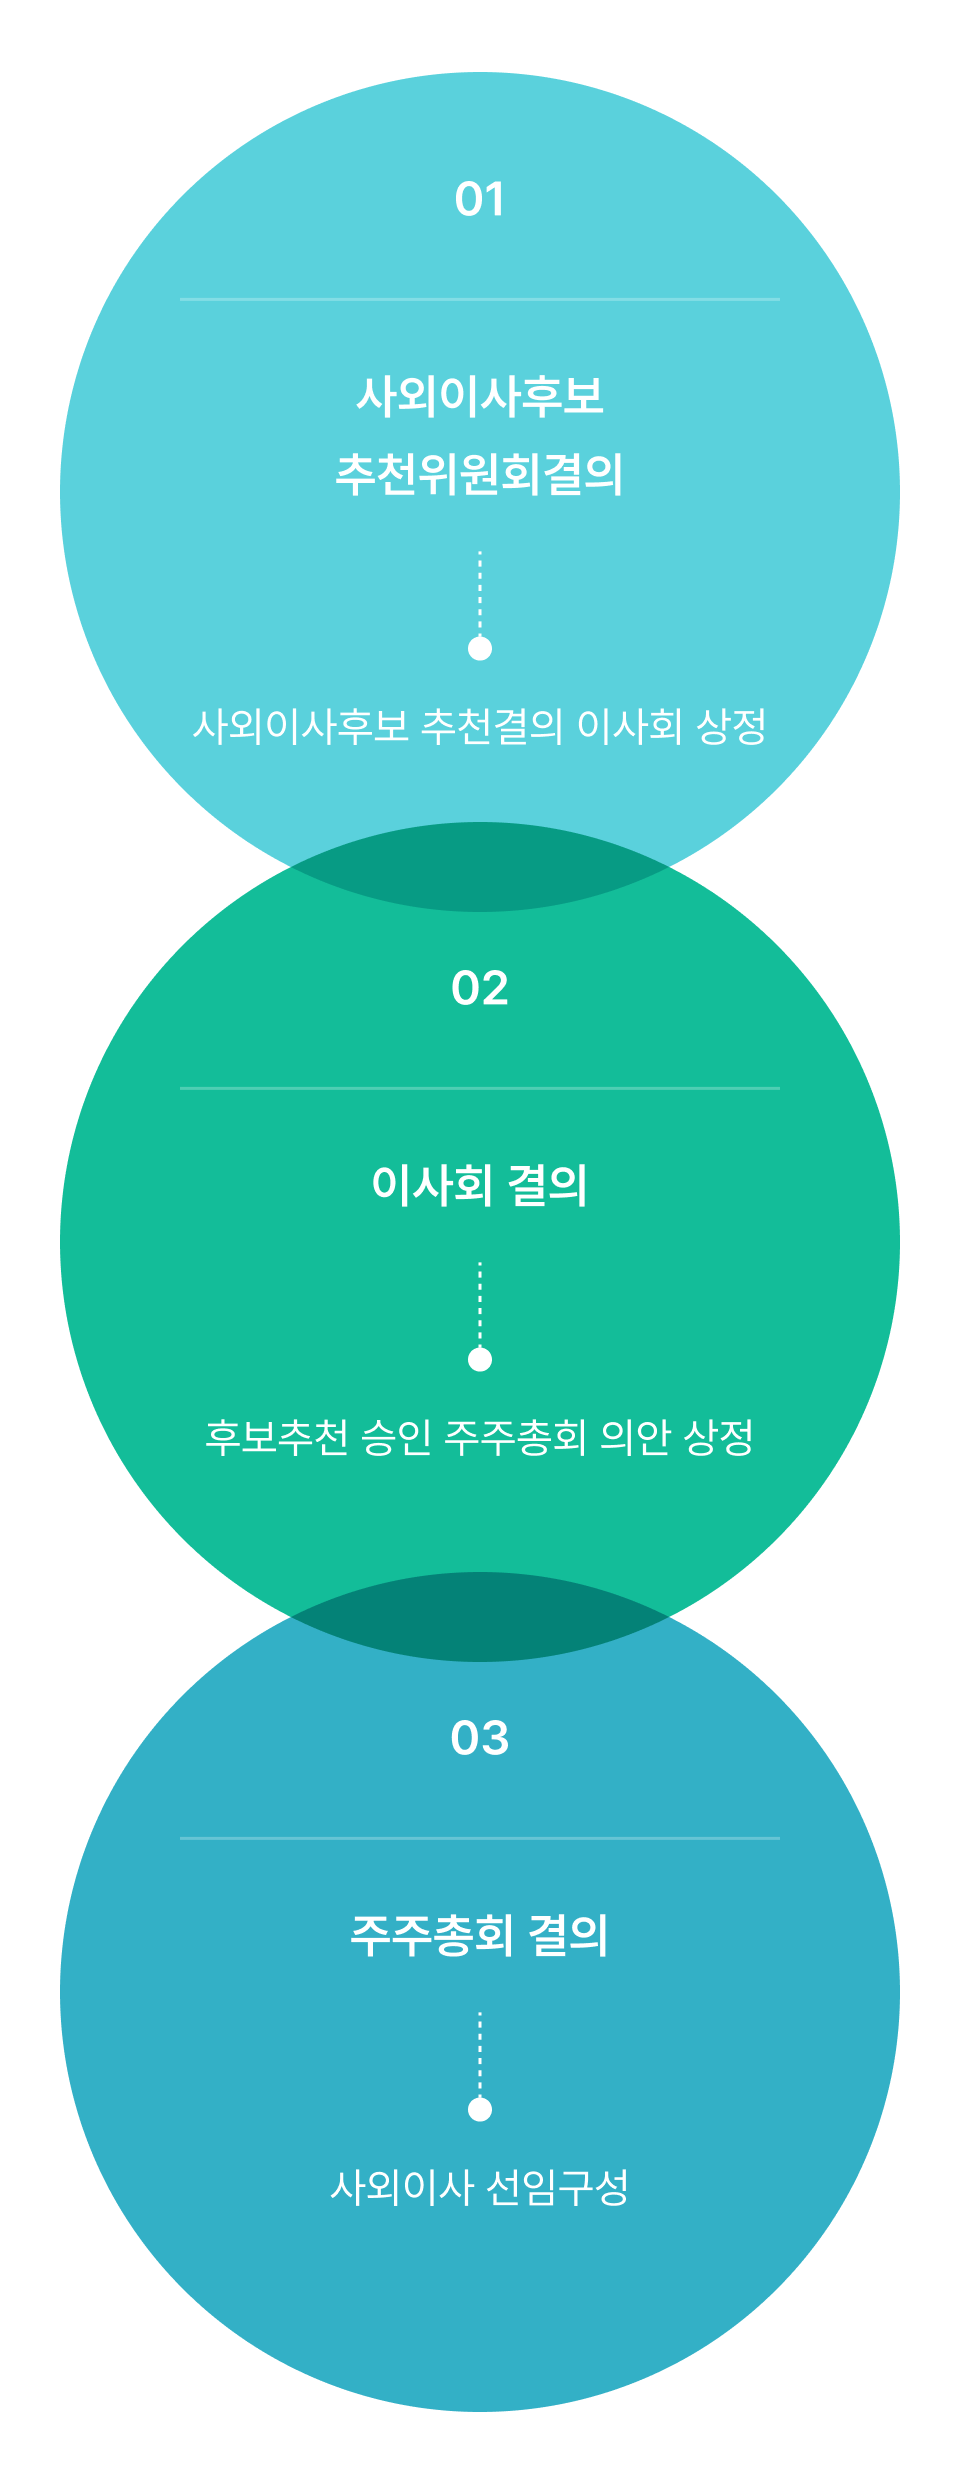 01
사외이사후보
추천위원회결의
사외이사후보 추천결의 이사회 상정
02
이사회 결의
후보추천 승인 주주총회 의안 상정
03
주주총회 결의
사외이사 선임구성